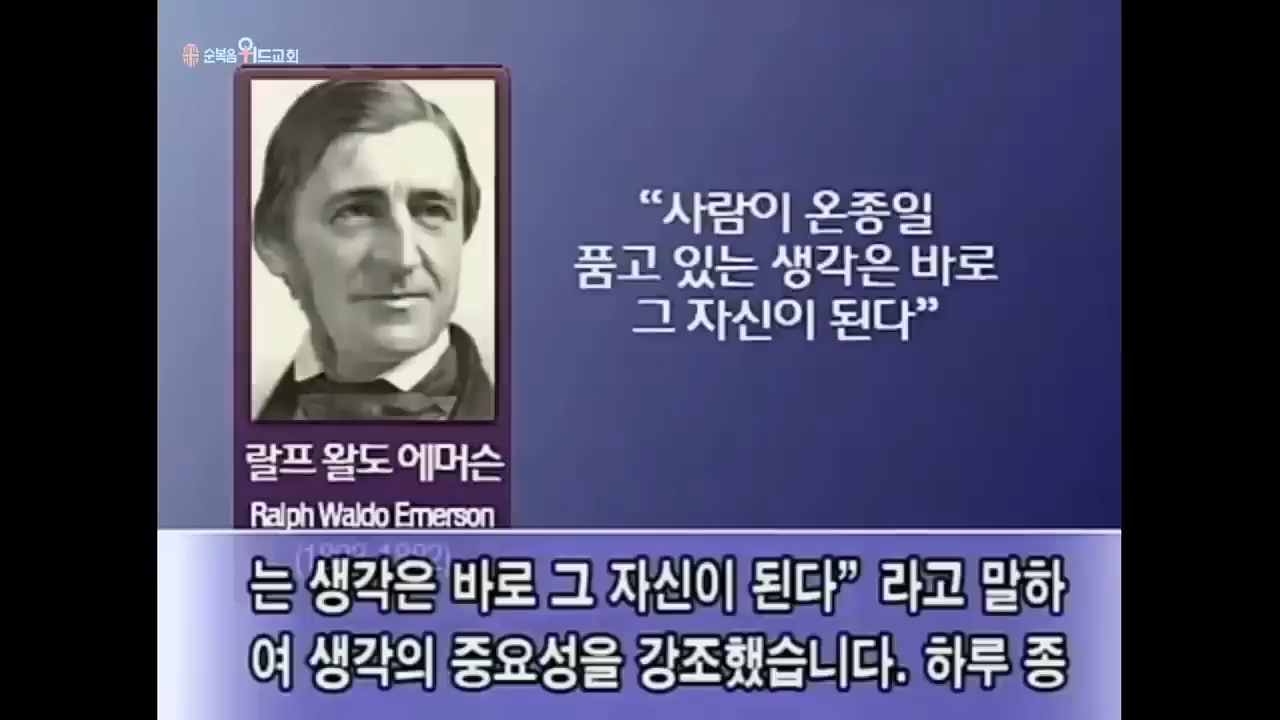 순복음위드교회
“사람이 온종일
품고 있는 생각은 바로
그 자신이 된다”
랄프 왈도 에머슨
Ralph Waldo Emerson
는 생각은 바로 그 자신이 된다” 라고 말하
여 생각의 중요성을 강조했습니다. 하루 종